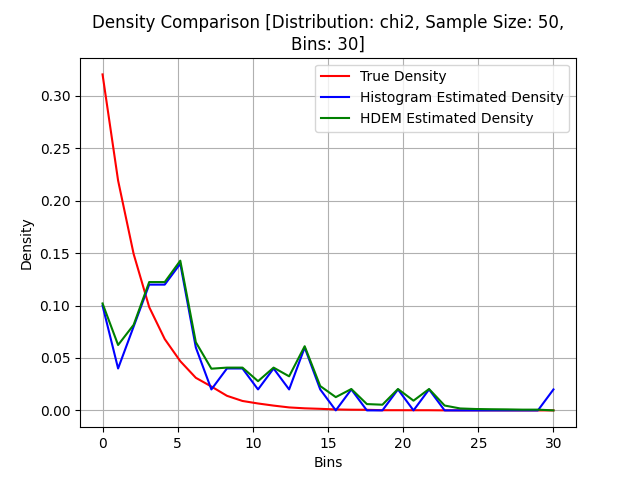 Density Comparison [Distribution: chi2, Sample Size: 50,
Bins: 30]
True Density
Histogram Estimated Density
HDEM Estimated Density
Density
0.30
0.25
0.20
0.15
0.10
0.05
0.00
0 5 10 15 20 25 30
Bins